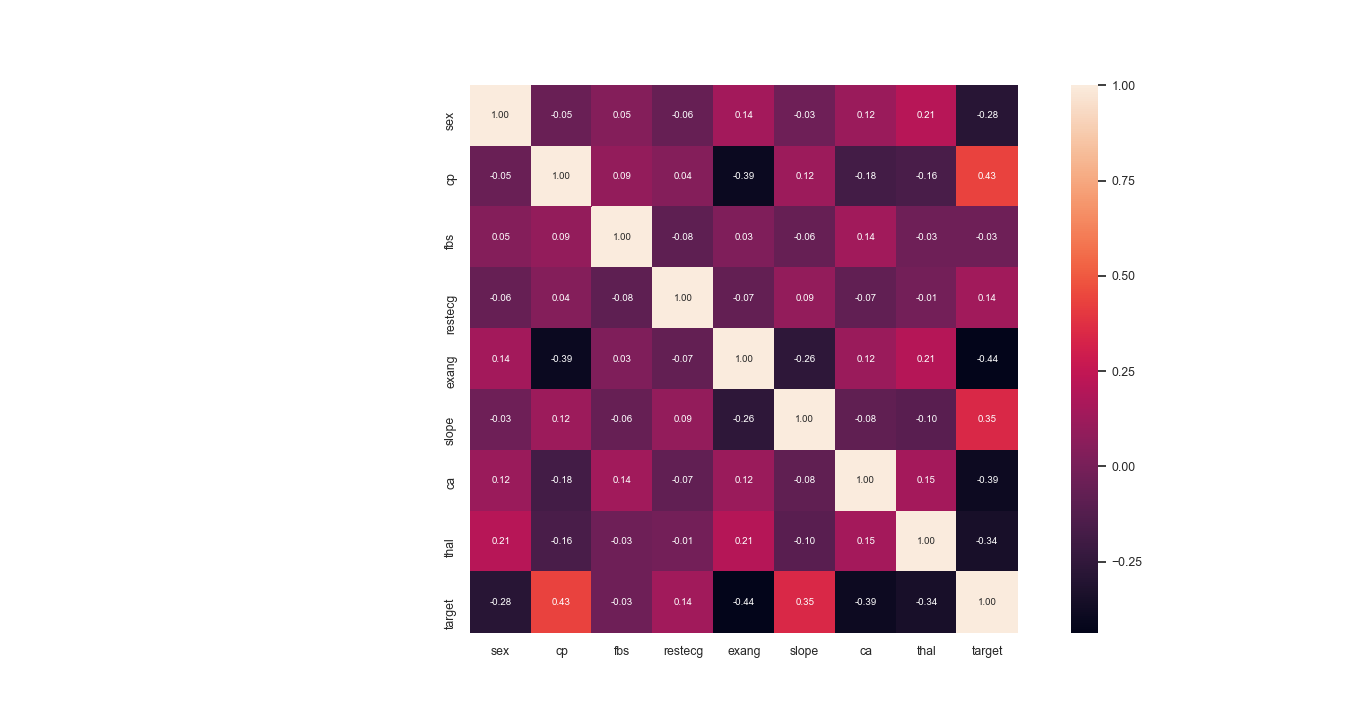 sex 1.00 -0.05 0.05 -0.06 0.14 -0.03 0.12 0.21 -0.28
cp -0.05 1.00 0.09 0.04 -0.39 0.12 -0.18 -0.16 0.43
fbs 0.05 0.09 1.00 -0.08 0.03 -0.06 0.14 -0.03 -0.03
restecg -0.06 0.04 -0.08 1.00 -0.07 0.09 -0.07 -0.01 0.14
exang 0.14 -0.39 0.03 -0.07 1.00 -0.26 0.12 0.21 -0.44
slope -0.03 0.12 -0.06 0.09 -0.26 1.00 -0.08 -0.10 0.35
ca 0.12 -0.18 0.14 -0.07 0.12 -0.08 1.00 0.15 -0.39
thal 0.21 -0.16 -0.03 -0.01 0.21 -0.10 0.15 1.00 -0.34
target -0.28 0.43 -0.03 0.14 -0.44 0.35 -0.39 -0.34 1.00
sex cp fbs restecg exang slope ca thal target
1.00
0.75
0.50
0.25
0.00
−0.25